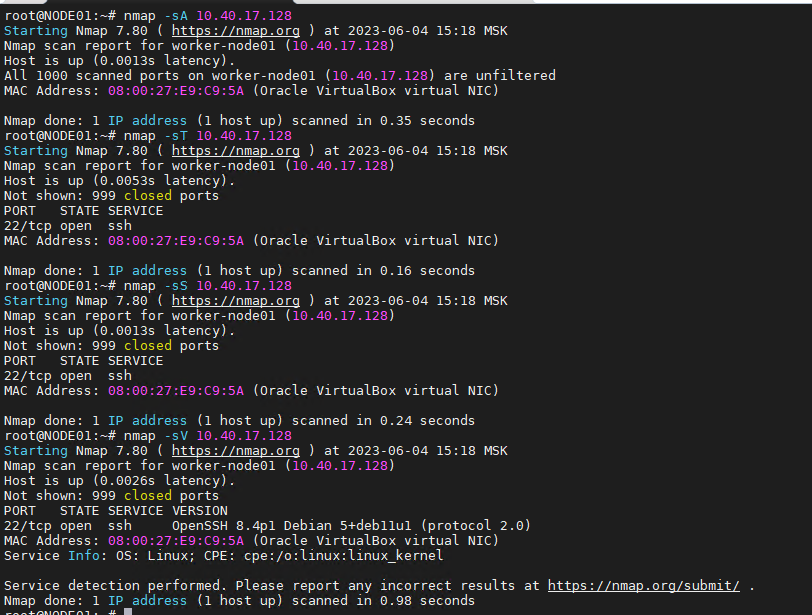 root@NODE01:~# nmap -sA 10.40.17.128
Starting Nmap 7.80 ( https://nmap.org ) at 2023-06-04 15:18 MSK
Nmap scan report for worker-node01 (10.40.17.128)
Host is up (0.0013s latency).
All 1000 scanned ports on worker-node01 (10.40.17.128) are unfiltered
MAC Address: 08:00:27:E9:C9:5A (Oracle VirtualBox virtual NIC)

Nmap done: 1 IP address (1 host up) scanned in 0.35 seconds
root@NODE01:~# nmap -sT 10.40.17.128
Starting Nmap 7.80 ( https://nmap.org ) at 2023-06-04 15:18 MSK
Nmap scan report for worker-node01 (10.40.17.128)
Host is up (0.0053s latency).
Not shown: 999 closed ports
PORT   STATE SERVICE
22/tcp open  ssh
MAC Address: 08:00:27:E9:C9:5A (Oracle VirtualBox virtual NIC)

Nmap done: 1 IP address (1 host up) scanned in 0.16 seconds
root@NODE01:~# nmap -sS 10.40.17.128
Starting Nmap 7.80 ( https://nmap.org ) at 2023-06-04 15:18 MSK
Nmap scan report for worker-node01 (10.40.17.128)
Host is up (0.0013s latency).
Not shown: 999 closed ports
PORT   STATE SERVICE
22/tcp open  ssh
MAC Address: 08:00:27:E9:C9:5A (Oracle VirtualBox virtual NIC)

Nmap done: 1 IP address (1 host up) scanned in 0.24 seconds
root@NODE01:~# nmap -sV 10.40.17.128
Starting Nmap 7.80 ( https://nmap.org ) at 2023-06-04 15:18 MSK
Nmap scan report for worker-node01 (10.40.17.128)
Host is up (0.0026s latency).
Not shown: 999 closed ports
PORT   STATE SERVICE VERSION
22/tcp open  ssh     OpenSSH 8.4p1 Debian 5+deb11u1 (protocol 2.0)
MAC Address: 08:00:27:E9:C9:5A (Oracle VirtualBox virtual NIC)
Service Info: OS: Linux; CPE: cpe:/o:linux:linux_kernel

Service detection performed. Please report any incorrect results at https://nmap.org/submit/ .
Nmap done: 1 IP address (1 host up) scanned in 0.98 seconds
root@NODE01:~#